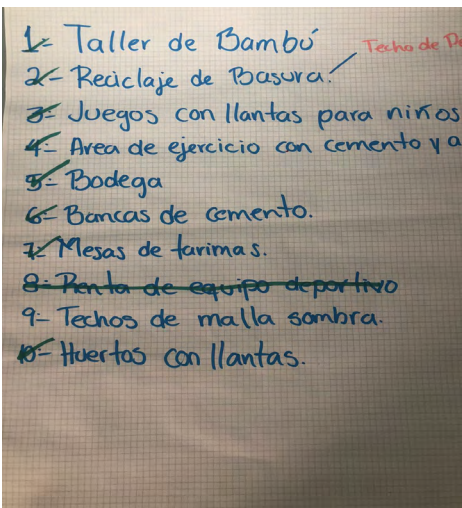 1- Taller de Bambú
Techo de
2- Reciclaje de Basura.
3- Juegos con llantas para niños
4- Area de ejercicio con cemento y
5- Bodega
6- Bancas de cemento.
7- Mesas de tarimas.
8- Renta de equipo deportivo
9- Techos de malla sombra.
10- Huertos con llantas.